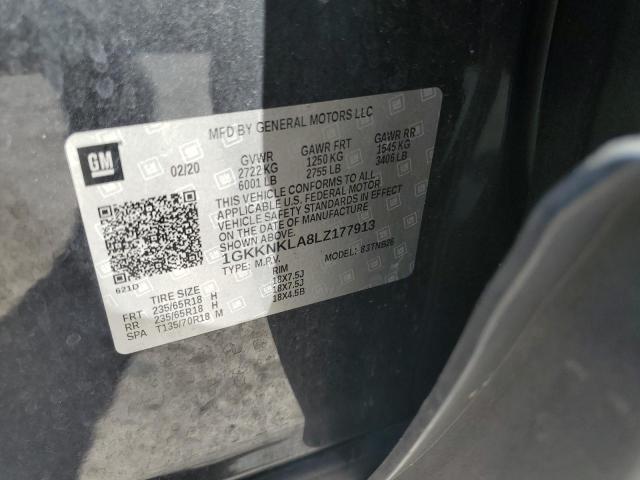 MFD BY GENERAL MOTORS LLC
GM
02/20
GVWR GAWR FRT GAWR RR
2722 KG 1250 KG 1545 KG
6001 LB 2755 LB 3406 LB
THIS VEHICLE CONFORMS TO ALL
APPLICABLE U.S. FEDERAL MOTOR
VEHICLE SAFETY STANDARDS IN EFFECT
ON THE DATE OF MANUFACTURE
SHOWN ABOVE.
1GKKNKLA8LZ177913
TYPE: M.P.V. MODEL: 83TNB26
621D
TIRE SIZE RIM
FRT 235/65R18 H 18X7.5J
RR 235/65R18 H 18X7.5J
SPA T135/70R18 M 18X4.5B